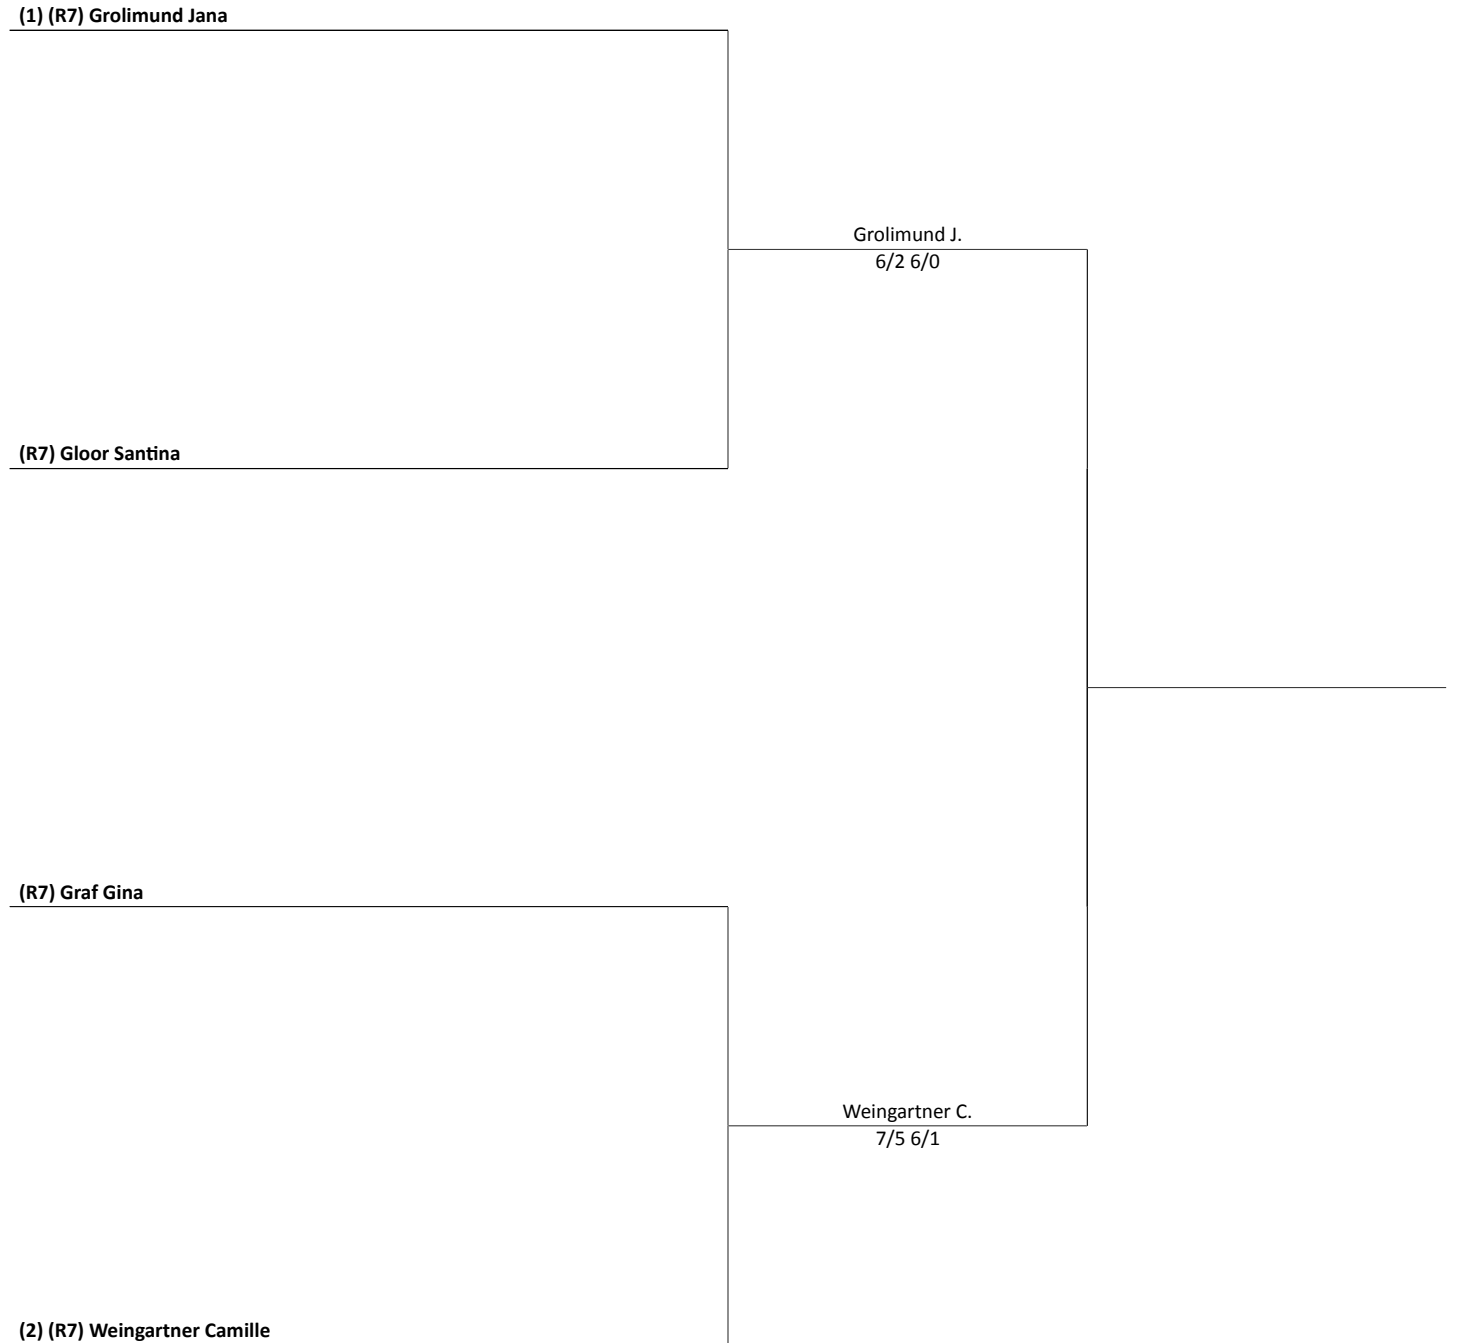 (1) (R7) Grolimund Jana
Grolimund J.
6/2 6/0
(R7) Gloor Santina
(R7) Graf Gina
Weingartner C.
7/5 6/1
(2) (R7) Weingartner Camille